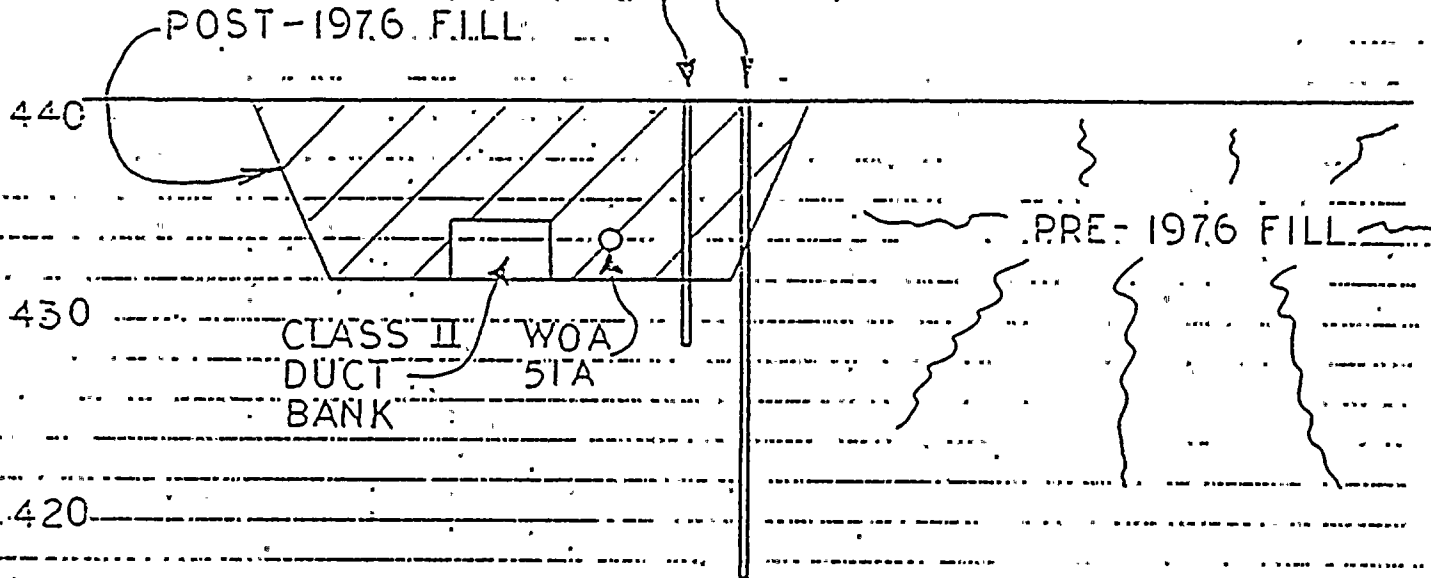 POST-1976 FILL
440
PRE-1976 FILL
430
CLASS II
DUCT
BANK
WOA
51A
420